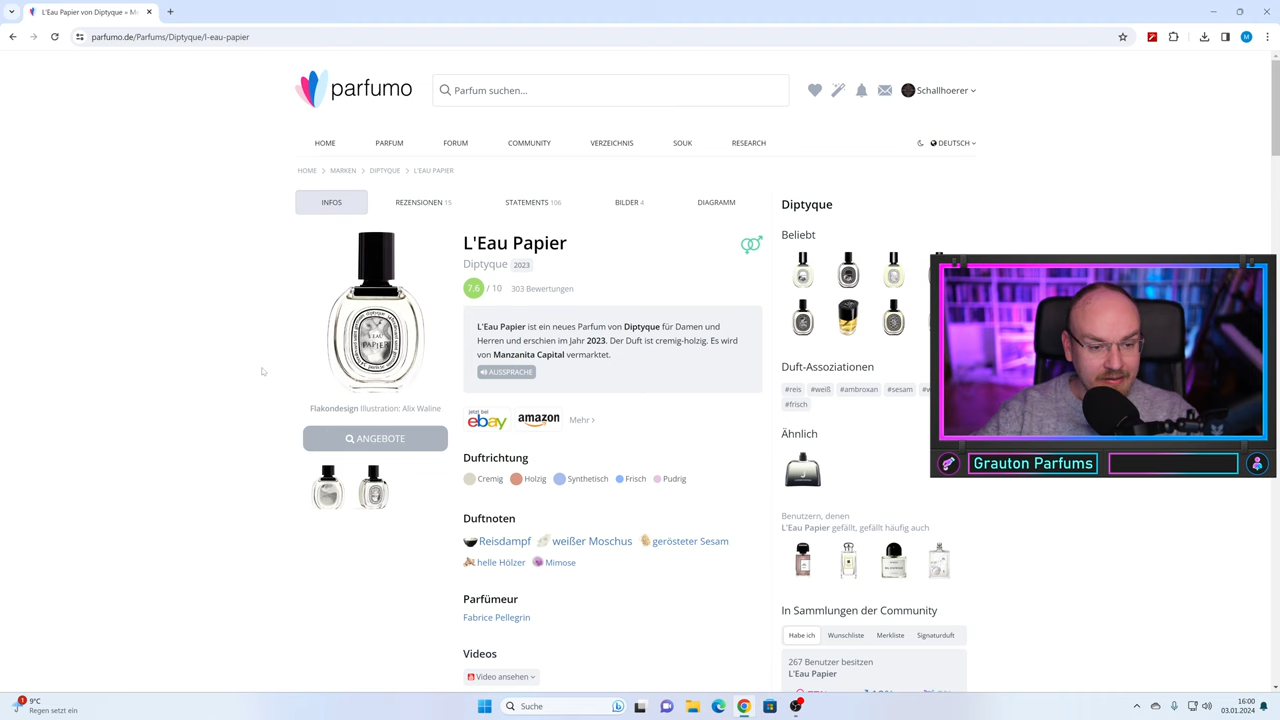 L'Eau Papier von Diptyque » M
parfumo.de/Parfums/Diptyque/l-eau-papier
M
parfumo
Parfum suchen...
Schallhoerer
HOME PARFUM FORUM COMMUNITY VERZEICHNIS SOUK RESEARCH DEUTSCH
HOME MARKEN DIPTYQUE L'EAU PAPIER
INFOS REZENSIONEN 15 STATEMENTS 106 BILDER 4 DIAGRAMM
L'Eau Papier
Diptyque 2023
7.6 / 10 303 Bewertungen
L'Eau Papier ist ein neues Parfum von Diptyque für Damen und
Herren und erschien im Jahr 2023. Der Duft ist cremig-holzig. Es wird
von Manzanita Capital vermarktet.
AUSSPRACHE
diptyque
L'EAU
PAPIER
Flakondesign Illustration: Alix Waline
ANGEBOTE
jetzt bei
ebay amazon Mehr ›
Duftrichtung
Cremig Holzig Synthetisch Frisch Pudrig
Duftnoten
Reisdampf weißer Moschus gerösteter Sesam
helle Hölzer Mimose
Parfümeur
Fabrice Pellegrin
Videos
Video ansehen
Diptyque
Beliebt
Duft-Assoziationen
#reis #weiß #ambroxan #sesam
#frisch
Ähnlich
Benutzern, denen
L'Eau Papier gefällt, gefällt häufig auch
In Sammlungen der Community
Habe ich Wunschliste Merkliste Signaturduft
267 Benutzer besitzen
L'Eau Papier
Grauton Parfums
1
9°C
Regen setzt ein
Suche
16:00
03.01.2024